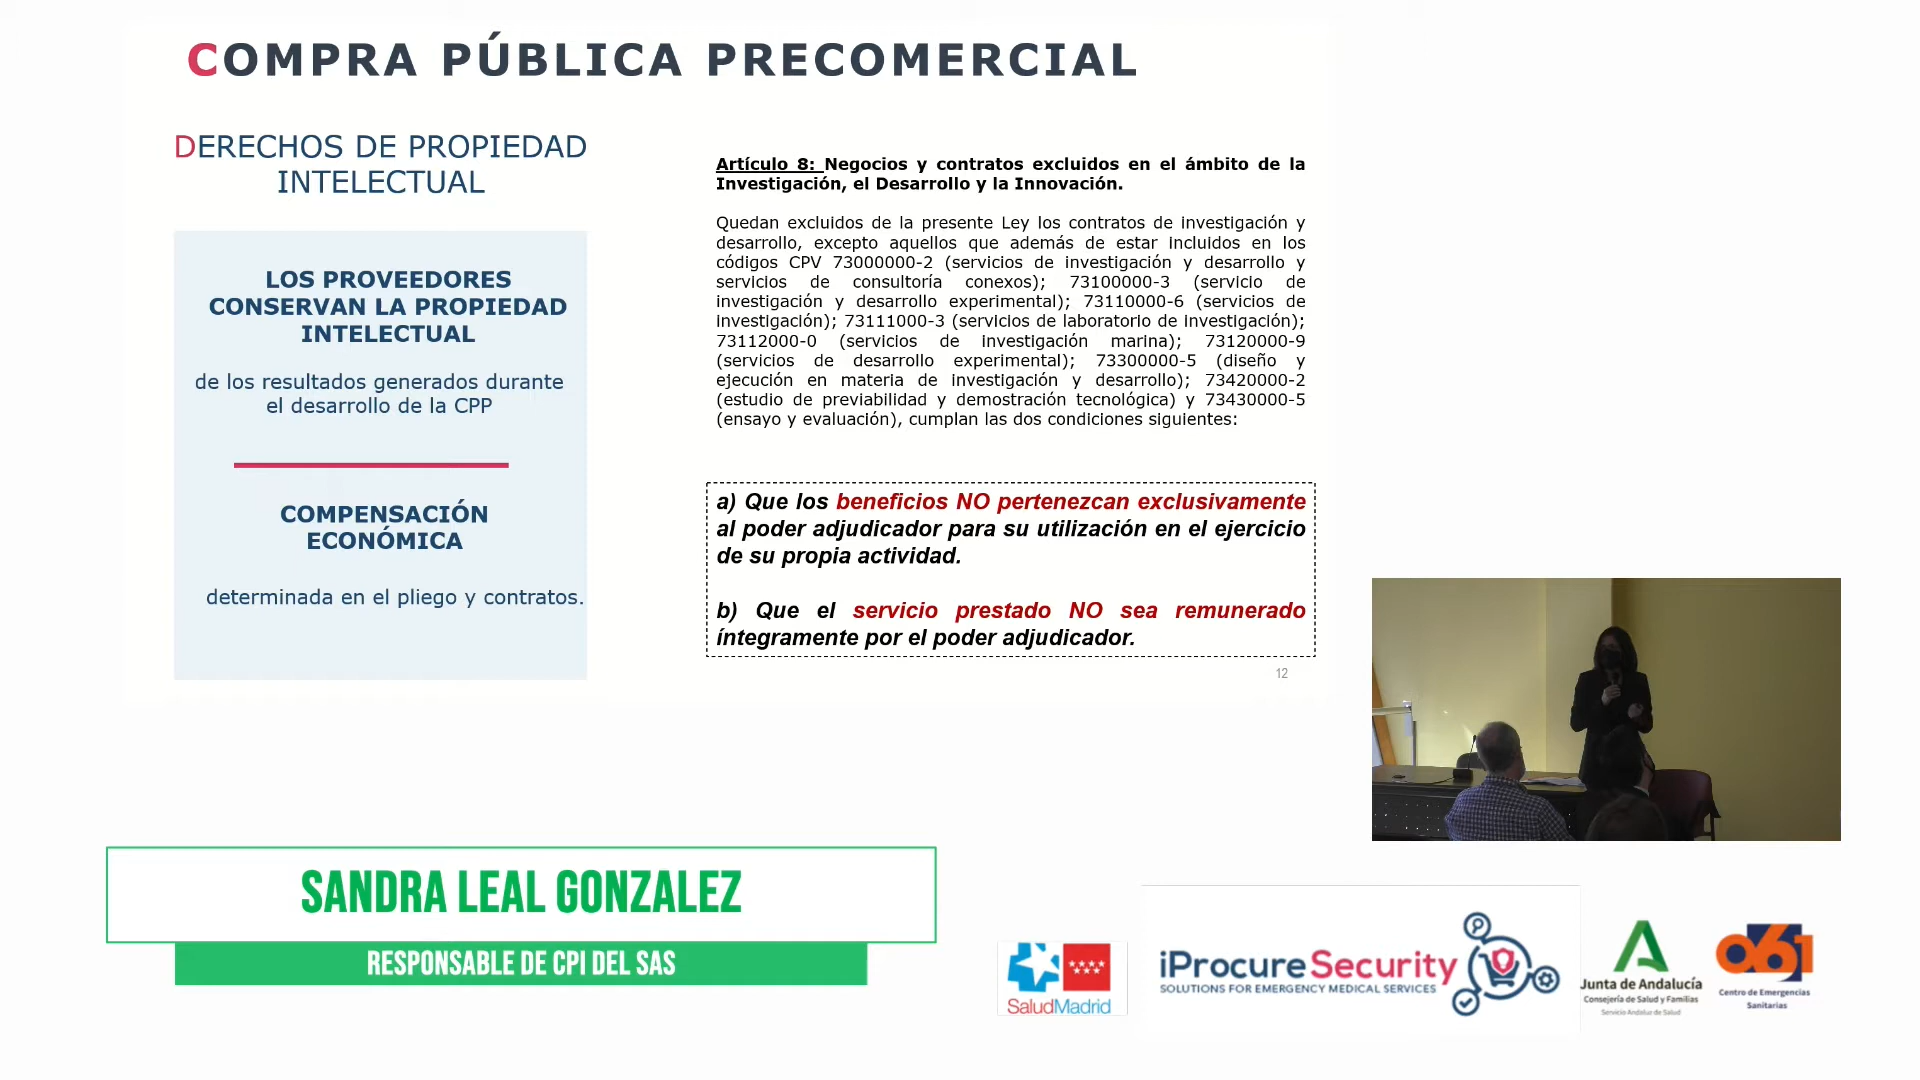 COMPRA PÚBLICA PRECOMERCIAL
DERECHOS DE PROPIEDAD
INTELECTUAL
LOS PROVEEDORES
CONSERVAN LA PROPIEDAD
INTELECTUAL
de los resultados generados durante
el desarrollo de la CPP
COMPENSACIÓN
ECONÓMICA
determinada en el pliego y contratos.
Artículo 8: Negocios y contratos excluidos en el ámbito de la
Investigación, el Desarrollo y la Innovación.
Quedan excluidos de la presente Ley los contratos de investigación y
desarrollo, excepto aquellos que además de estar incluidos en los
códigos CPV 73000000-2 (servicios de investigación y desarrollo y
servicios de consultoría conexos); 73100000-3 (servicio de
investigación y desarrollo experimental); 73110000-6 (servicios de
investigación); 73111000-3 (servicios de laboratorio de investigación);
73112000-0 (servicios de investigación marina); 73120000-9
(servicios de desarrollo experimental); 73300000-5 (diseño y
ejecución en materia de investigación y desarrollo); 73420000-2
(estudio de previabilidad y demostración tecnológica) y 73430000-5
(ensayo y evaluación), cumplan las dos condiciones siguientes:
a) Que los beneficios NO pertenezcan exclusivamente
al poder adjudicador para su utilización en el ejercicio
de su propia actividad.
b) Que el servicio prestado NO sea remunerado
íntegramente por el poder adjudicador.
12
SANDRA LEAL GONZALEZ
RESPONSABLE DE CPI DEL SAS
SaludMadrid
iProcureSecurity
SOLUTIONS FOR EMERGENCY MEDICAL SERVICES
Junta de Andalucía
Consejería de Salud y Familias
Servicio Andaluz de Salud
061
Centro de Emergencias
Sanitarias